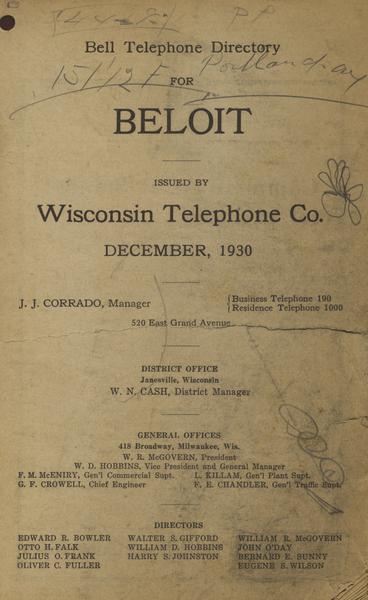 Bell Telephone Directory
FOR
BELOIT
ISSUED BY
Wisconsin Telephone Co.
DECEMBER, 1930
J. J. CORRADO, Manager {Business Telephone 190
{Residence Telephone 1000
520 East Grand Avenue
DISTRICT OFFICE
Janesville, Wisconsin
W. N. CASH, District Manager
GENERAL OFFICES
418 Broadway, Milwaukee, Wis.
W. R. McGOVERN, President
W. D. HOBBINS, Vice President and General Manager
F. M. McENIRY, Gen'l Commercial Supt. L. KILLAM, Gen'l Plant Supt.
G. F. CROWELL, Chief Engineer F. E. CHANDLER, Gen'l Traffic Supt.
DIRECTORS
EDWARD R. BOWLER WALTER S. GIFFORD WILLIAM R. McGOVERN
OTTO H. FALK WILLIAM D. HOBBINS JOHN O'DAY
JULIUS O. FRANK HARRY S. JOHNSTON BERNARD E. SUNNY
OLIVER C. FULLER EUGENE S. WILSON